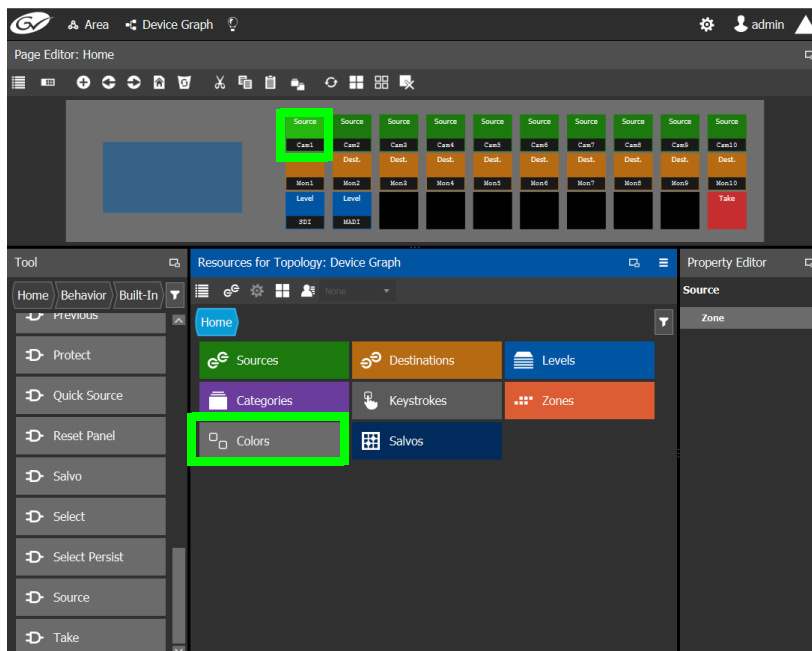 GV Area Device Graph admin
Page Editor: Home
Source Source Source Source Source Source Source Source Source Source
Cam1 Cam2 Cam3 Cam4 Cam5 Cam6 Cam7 Cam8 Cam9 Cam10
Dest. Dest. Dest. Dest. Dest. Dest. Dest. Dest. Dest.
Mon1 Mon2 Mon3 Mon4 Mon5 Mon6 Mon7 Mon8 Mon9 Mon10
Level Level Take
SDI MADI
Tool
Home Behavior Built-In
Previous
Protect
Quick Source
Reset Panel
Salvo
Select
Select Persist
Source
Take
Resources for Topology: Device Graph
None
Home
Sources Destinations Levels
Categories Keystrokes Zones
Colors Salvos
Property Editor
Source
Zone